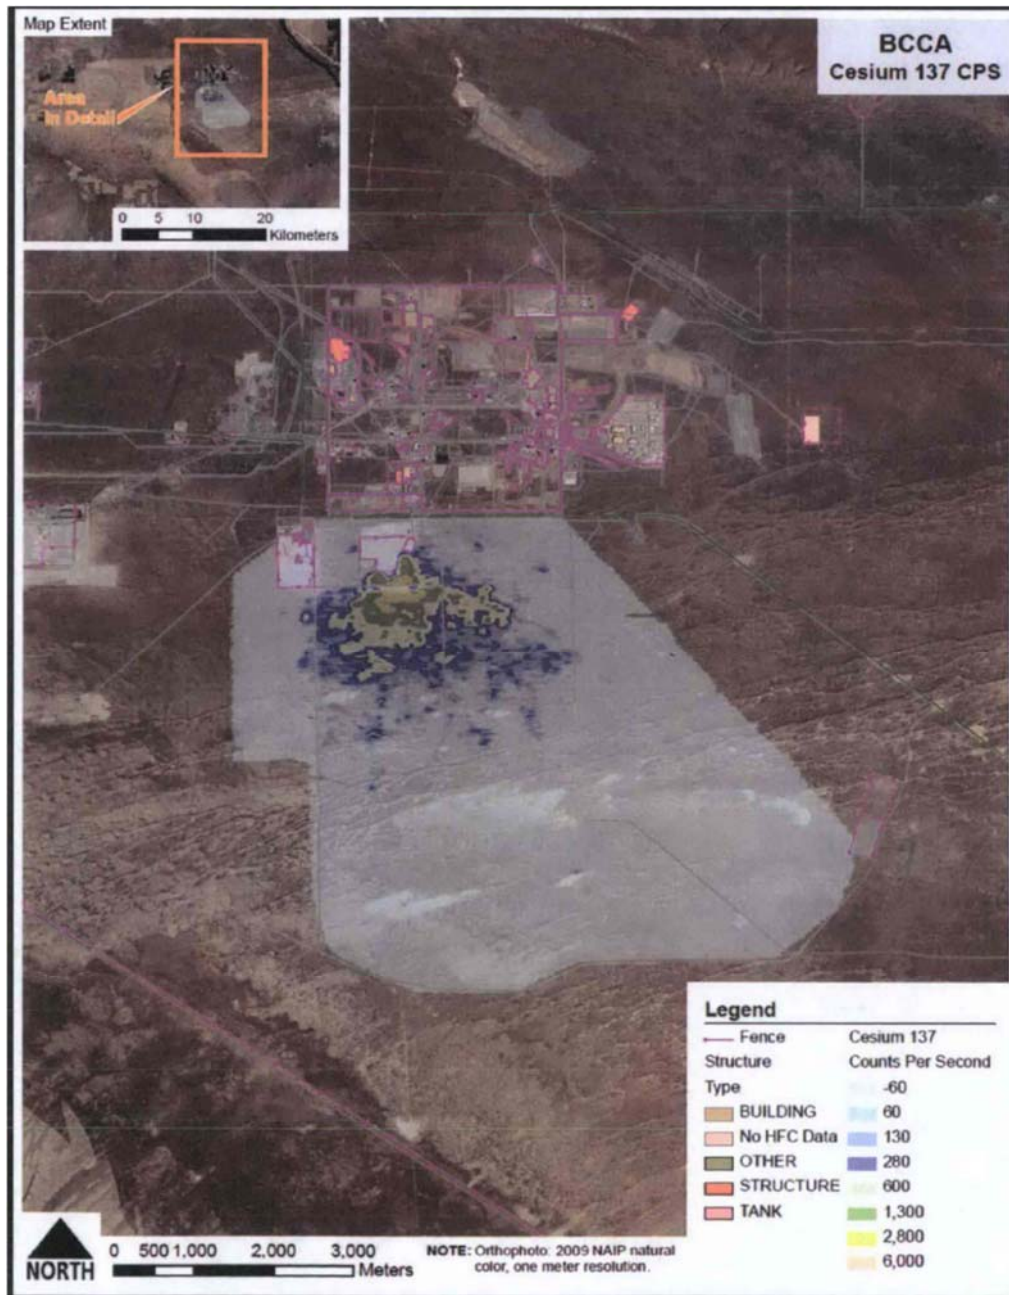 Map Extent
BCCA
Cesium 137 CPS
Area
in Detail
0 5 10 20
Kilometers
Legend
Fence
Structure
Type
BUILDING
No HFC Data
OTHER
STRUCTURE
TANK
Cesium 137
Counts Per Second
-60
60
130
280
600
1,300
2,800
6,000
NORTH
0 500 1,000 2,000 3,000
Meters
NOTE: Orthophoto: 2009 NAIP natural
color, one meter resolution.